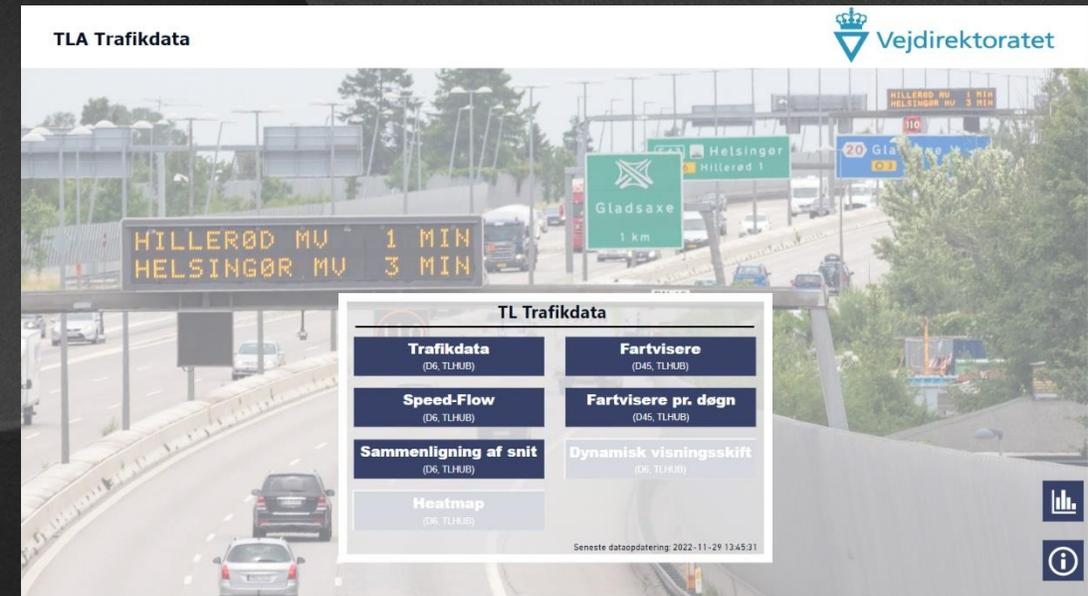 TLA Trafikdata
Vejdirektoratet
HILLERØD MV 1 MIN
HELSINGØR MV 3 MIN
110
Helsingør
Hillerød 1
20
O3
Gladsaxe
1 km
HILLERØD MV 1 MIN
HELSINGØR MV 3 MIN
TL Trafikdata
Trafikdata
(D6, TLHUB)
Fartvisere
(D45, TLHUB)
Speed-Flow
(D6, TLHUB)
Fartvisere pr. døgn
(D45, TLHUB)
Sammenligning af snit
(D6, TLHUB)
Dynamisk visningsskift
(D6, TLHUB)
Heatmap
(D6, TLHUB)
Seneste dataopdatering: 2022-11-29 13:45:31